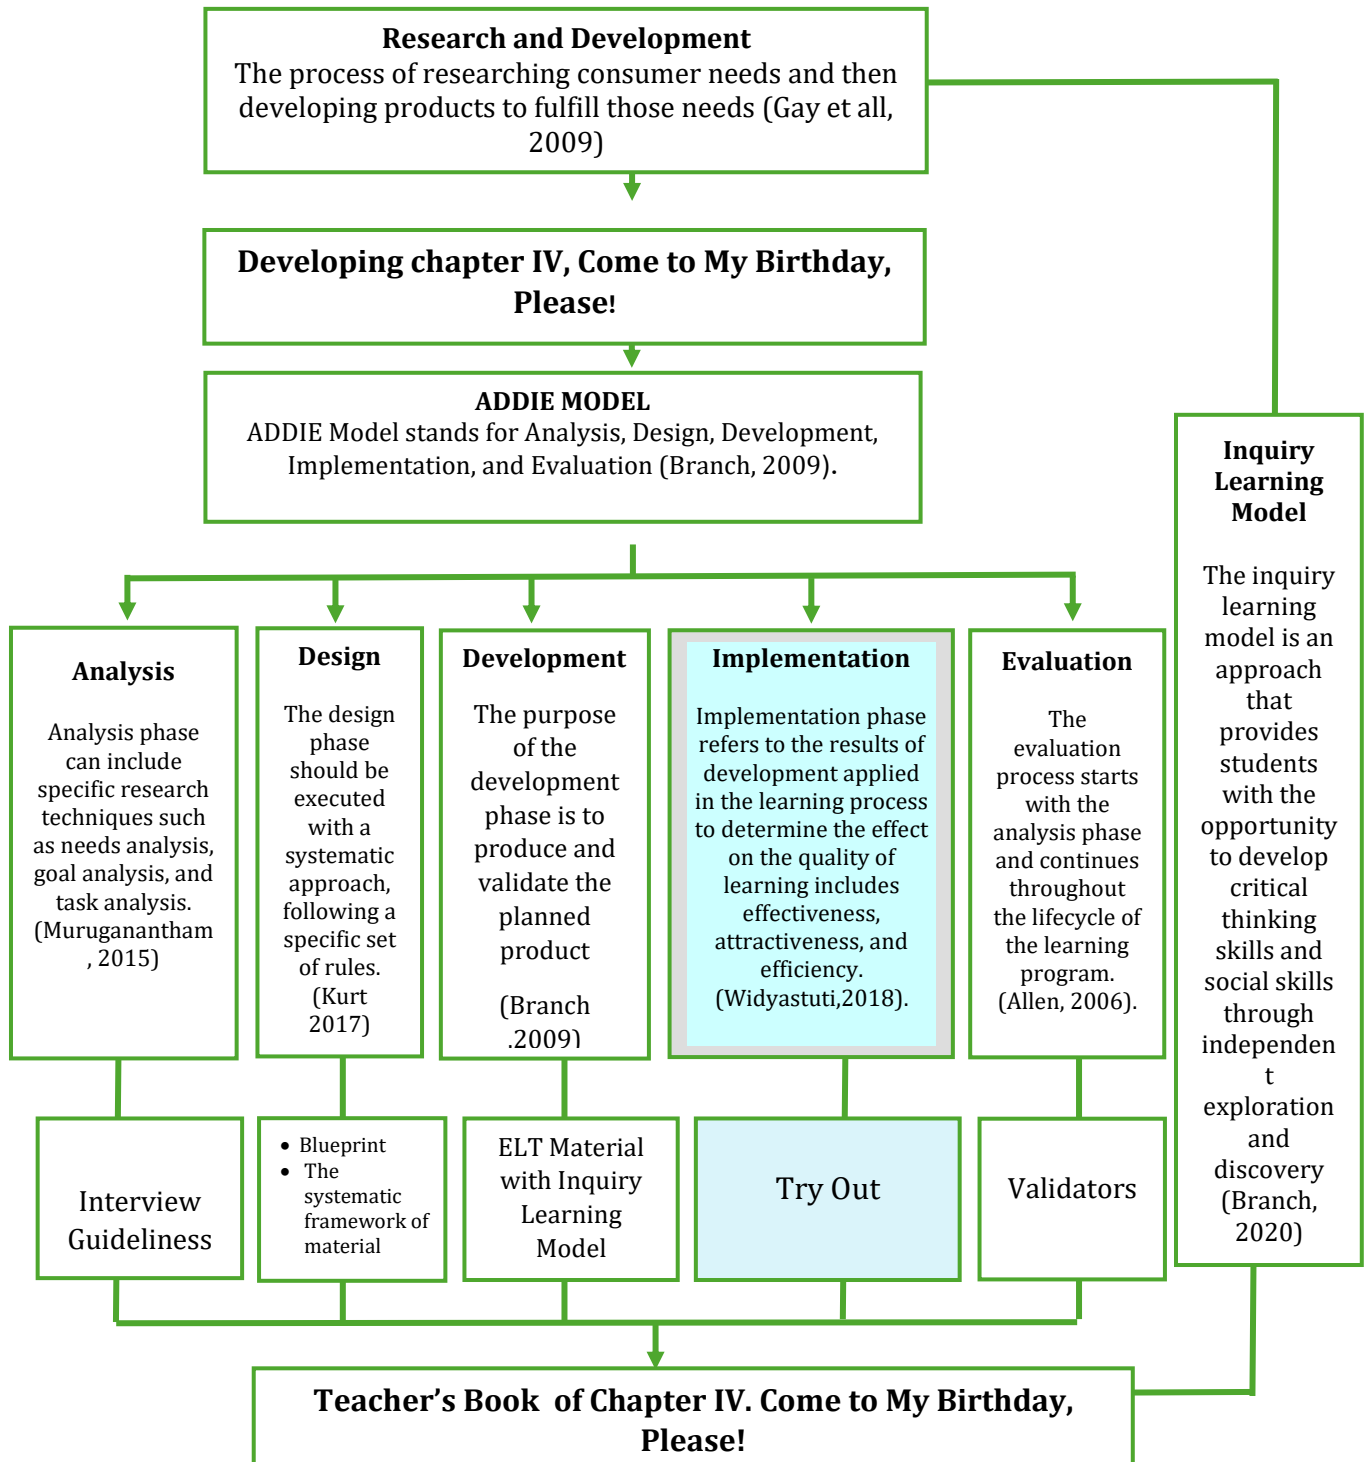 Research and Development
The process of researching consumer needs and then
developing products to fulfill those needs (Gay et all,
2009)
Developing chapter IV, Come to My Birthday,
Please!
ADDIE MODEL
ADDIE Model stands for Analysis, Design, Development,
Implementation, and Evaluation (Branch, 2009).
Analysis
Analysis phase
can include
specific research
techniques such
as needs analysis,
goal analysis, and
task analysis.
(Muruganantham
, 2015)
Design
The design
phase
should be
executed
with a
systematic
approach,
following a
specific set
of rules.
(Kurt
2017)
Development
The purpose
of the
development
phase is to
produce and
validate the
planned
product
(Branch
.2009)
Implementation
Implementation phase
refers to the results of
development applied
in the learning process
to determine the effect
on the quality of
learning includes
effectiveness,
attractiveness, and
efficiency.
(Widyastuti,2018).
Evaluation
The
evaluation
process starts
with the
analysis phase
and continues
throughout
the lifecycle of
the learning
program.
(Allen, 2006).
Inquiry
Learning
Model
The inquiry
learning
model is an
approach
that
provides
students
with the
opportunity
to develop
critical
thinking
skills and
social skills
through
independen
t
exploration
and
discovery
(Branch,
2020)
Interview
Guideliness
• Blueprint
• The
systematic
framework of
material
ELT Material
with Inquiry
Learning
Model
Try Out
Validators
Teacher’s Book of Chapter IV. Come to My Birthday,
Please!